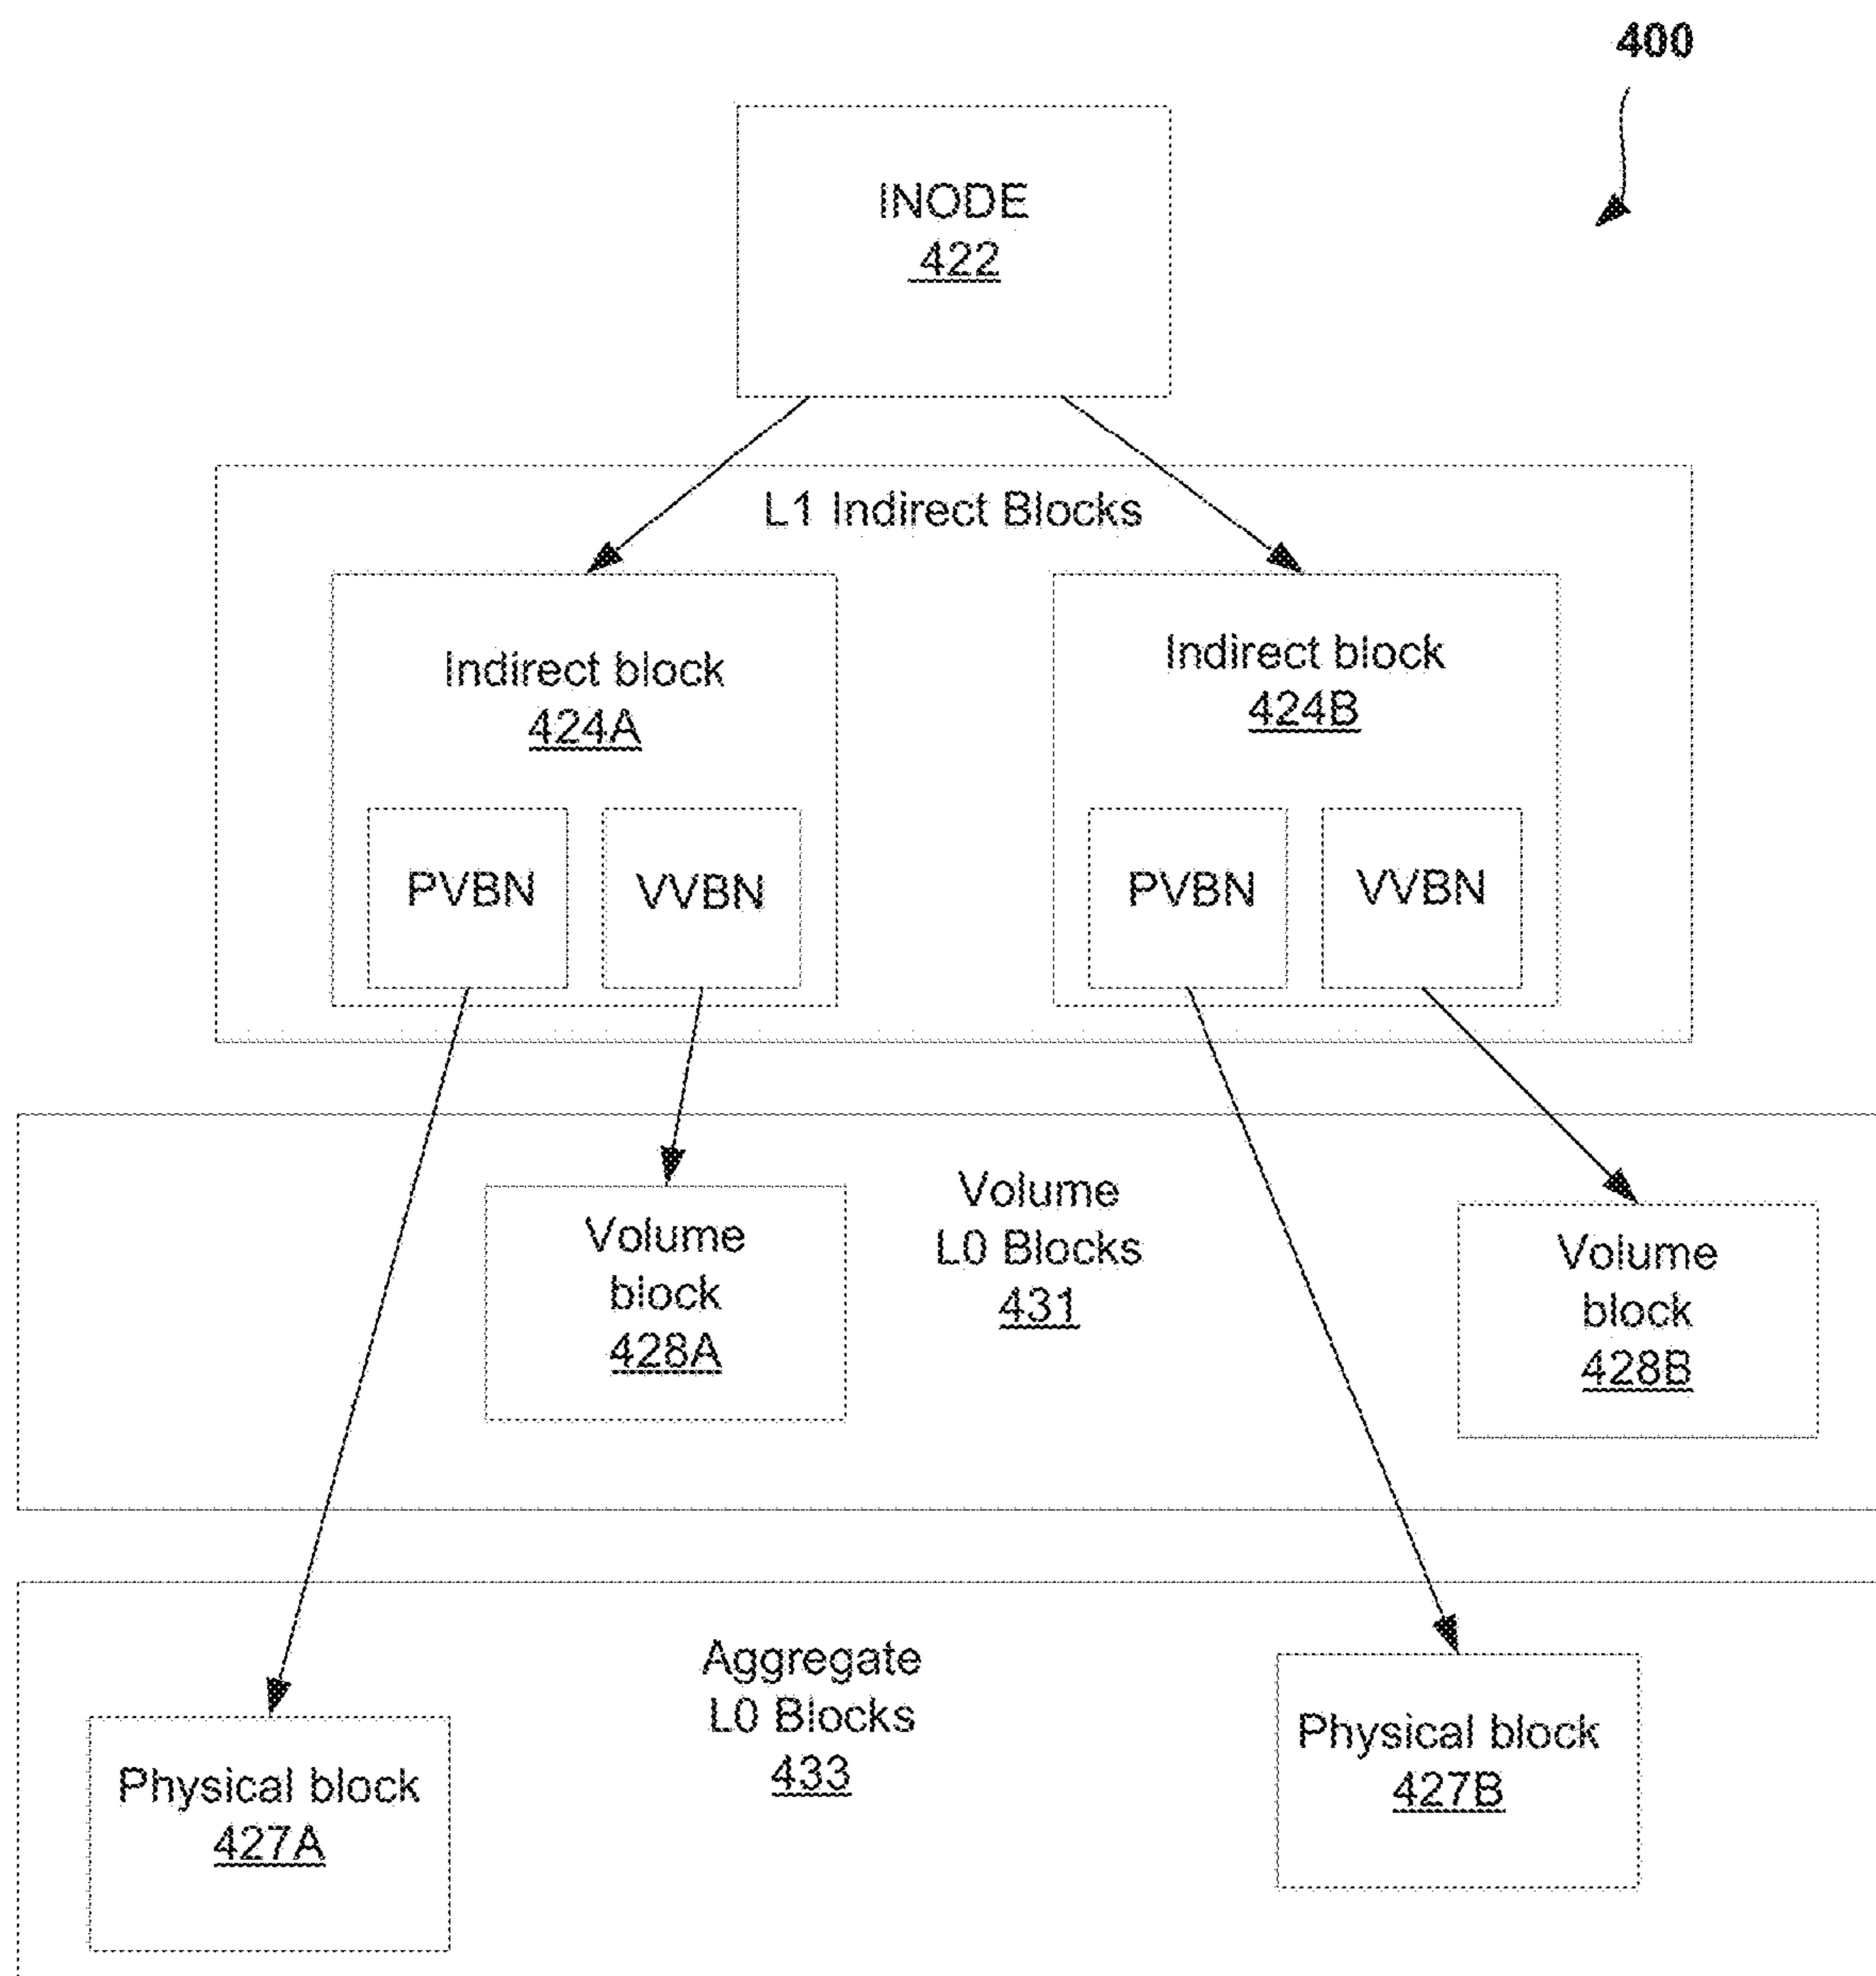 400
INODE
422
L1 Indirect Blocks
Indirect block
424A
Indirect block
424B
PVBN
VVBN
PVBN
VVBN
Volume
block
428A
Volume
L0 Blocks
431
Volume
block
428B
Aggregate
L0 Blocks
433
Physical block
427A
Physical block
427B